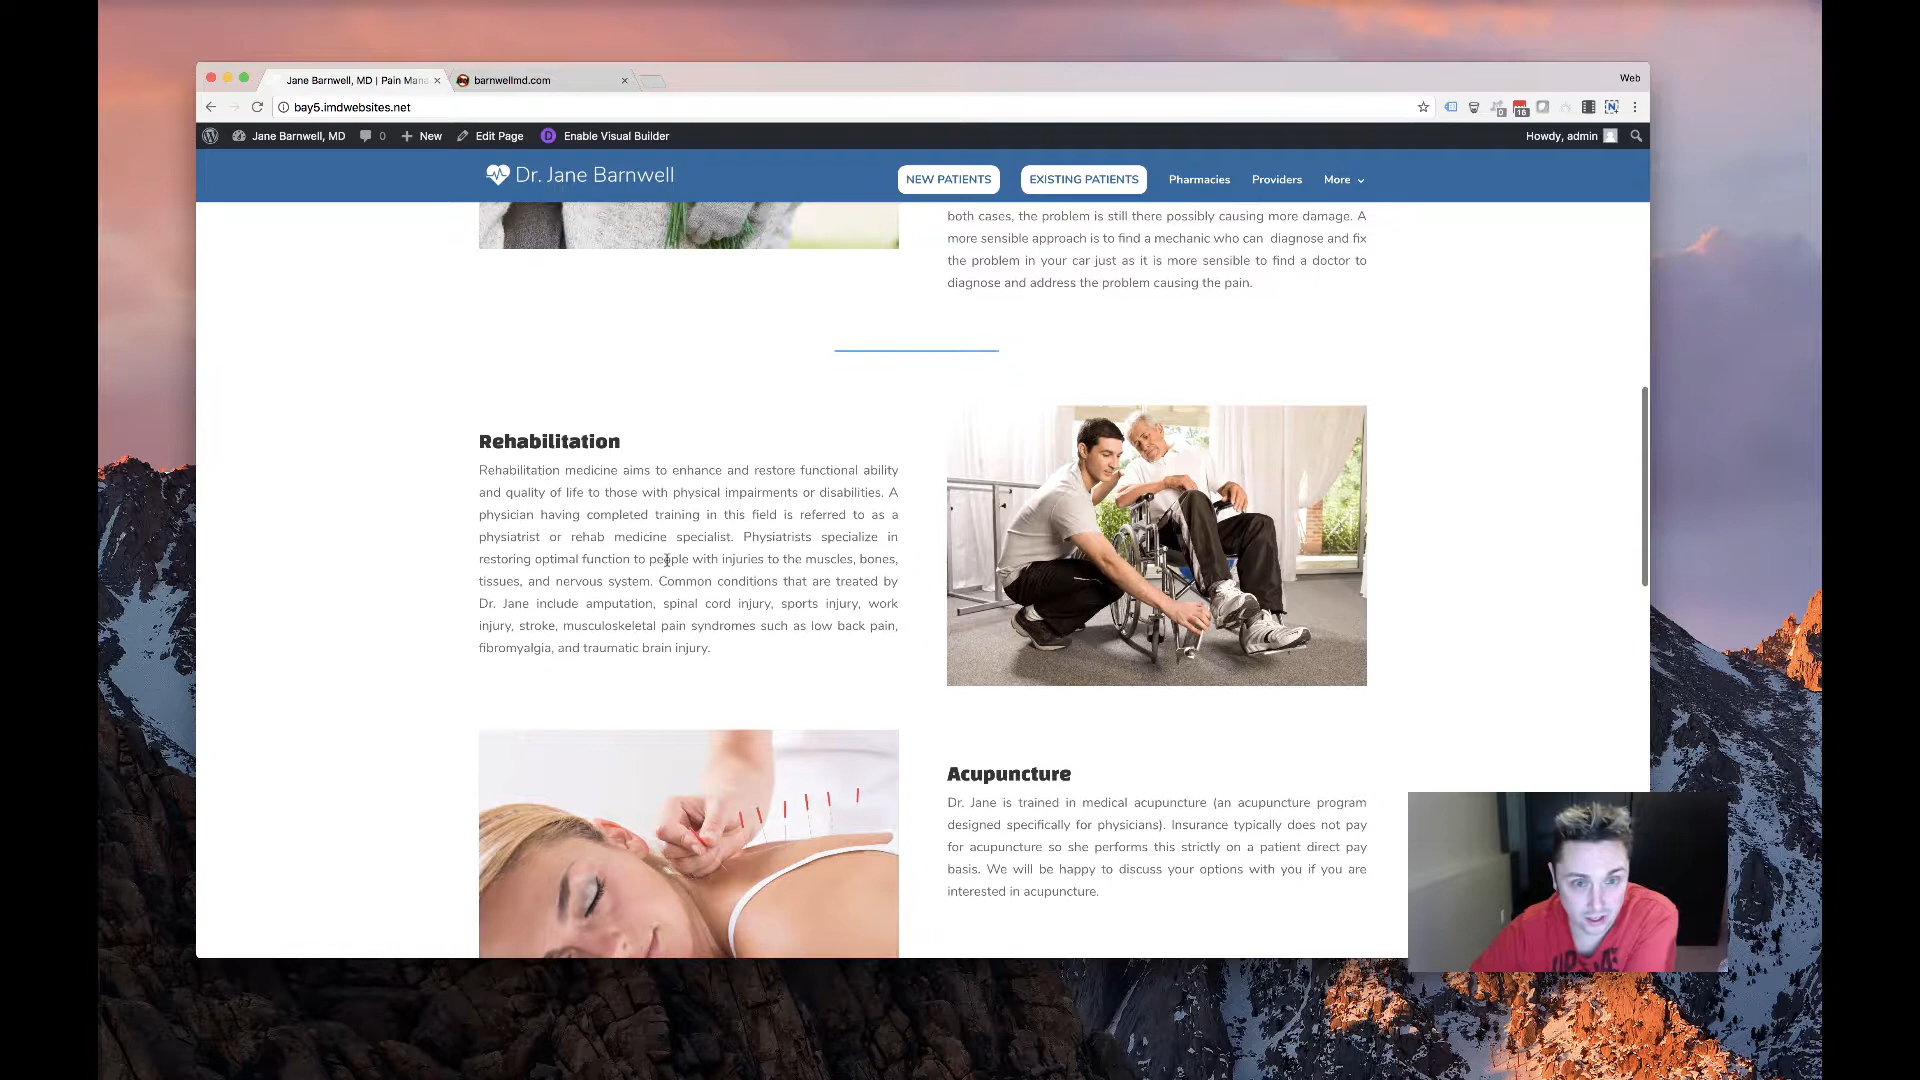 Jane Barnwell, MD | Pain Mana
barnwellmd.com
Web
bay5.imdwebsites.net
0
16
N
Jane Barnwell, MD
0
New
Edit Page
D
Enable Visual Builder
Howdy, admin
Dr. Jane Barnwell
NEW PATIENTS
EXISTING PATIENTS
Pharmacies
Providers
More
both cases, the problem is still there possibly causing more damage. A
more sensible approach is to find a mechanic who can diagnose and fix
the problem in your car just as it is more sensible to find a doctor to
diagnose and address the problem causing the pain.
Rehabilitation
Rehabilitation medicine aims to enhance and restore functional ability
and quality of life to those with physical impairments or disabilities. A
physician having completed training in this field is referred to as a
physiatrist or rehab medicine specialist. Physiatrists specialize in
restoring optimal function to people with injuries to the muscles, bones,
tissues, and nervous system. Common conditions that are treated by
Dr. Jane include amputation, spinal cord injury, sports injury, work
injury, stroke, musculoskeletal pain syndromes such as low back pain,
fibromyalgia, and traumatic brain injury.
Acupuncture
Dr. Jane is trained in medical acupuncture (an acupuncture program
designed specifically for physicians). Insurance typically does not pay
for acupuncture so she performs this strictly on a patient direct pay
basis. We will be happy to discuss your options with you if you are
interested in acupuncture.